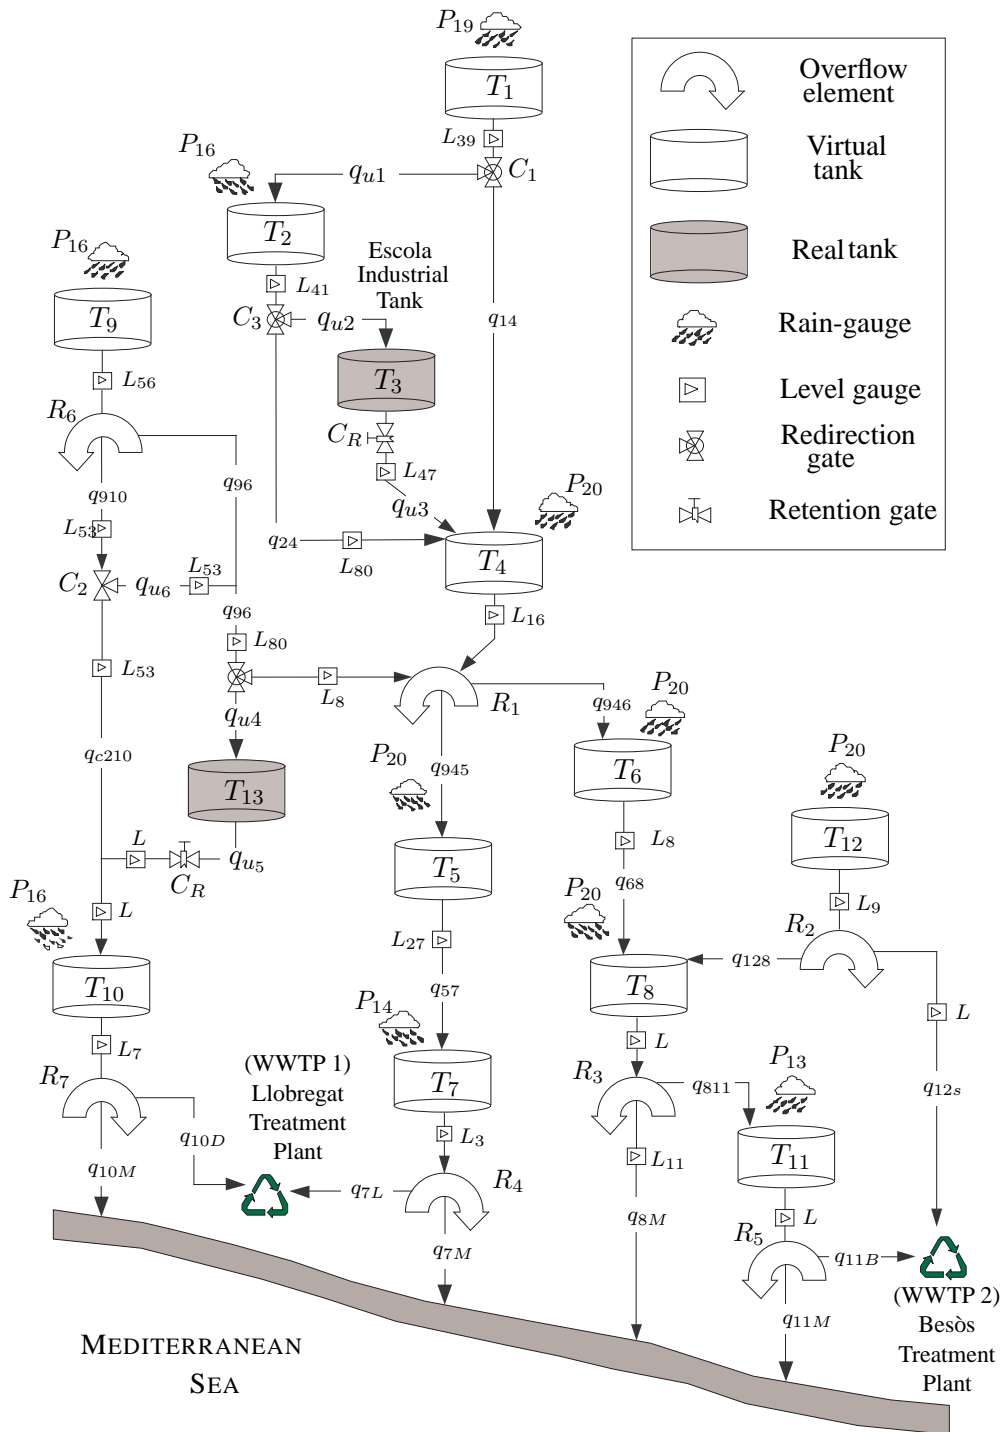 P19
T1
L39
C1
P16
qu1
T2
L41
C3
qu2
Escola
Industrial
Tank
T3
CR
L47
qu3
q14
P16
T9
L56
R6
q910
q96
L53
C2
qu6
L53
q96
L80
L53
q24
L80
P20
T4
L16
L8
R1
qu4
qc210
T13
L
CR
qu5
P16
L
T10
L7
R7
q10D
q10M
P20
q945
T5
L27
q57
P14
T7
L3
R4
q7L
q7M
(WWTP 1)
Llobregat
Treatment
Plant
q946
P20
T6
L8
q68
P20
T8
L
R3
q811
L11
q8M
P20
T12
L9
R2
q128
L
q12s
P13
T11
L
R5
q11B
q11M
(WWTP 2)
Besòs
Treatment
Plant
MEDITERRANEAN
SEA
Overflow
element
Virtual
tank
Real tank
Rain-gauge
Level gauge
Redirection
gate
Retention gate